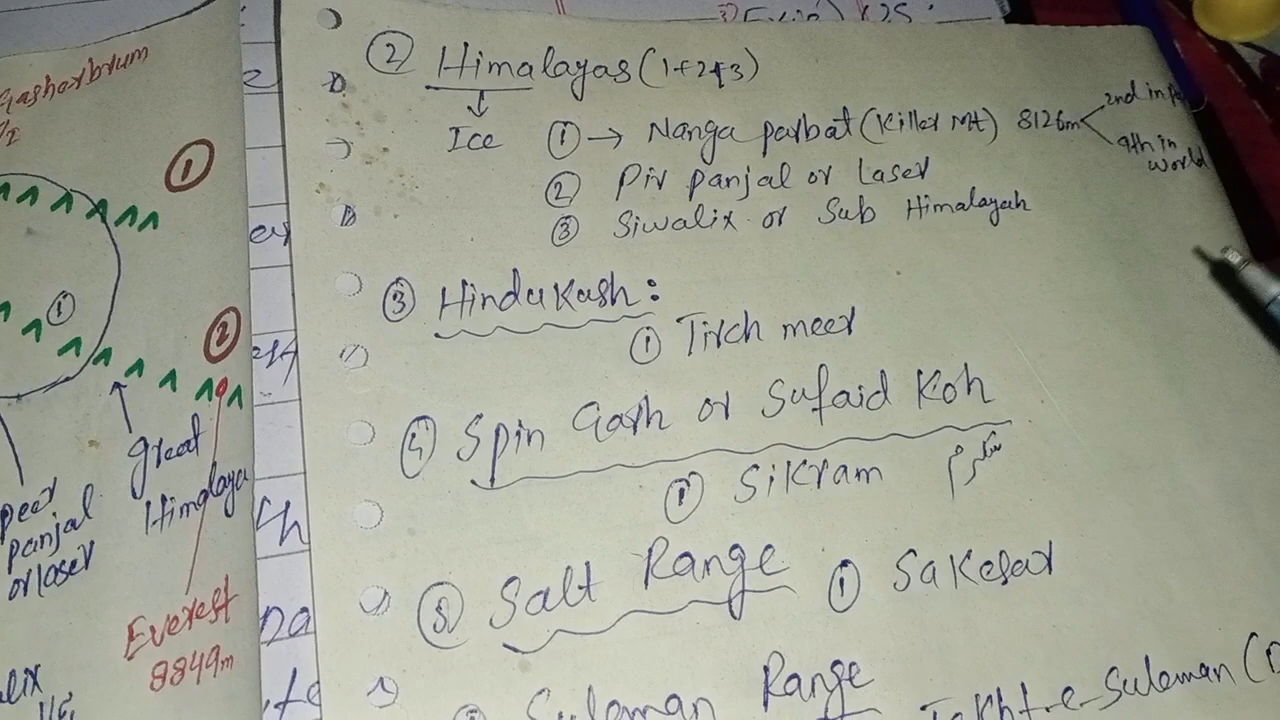 Gasharbrum
①
①
②
great
Himalaya
peer
panjal
or laser
Everest
8849m
② Himalayas (1+2+3)
Ice ① → Nanga parbat (Killer Mt) 8126m
2nd in
9th in
world
② Pir panjal or Laser
③ Siwalix or Sub Himalayah
③ Hindukash:
① Tirch meer
④ Spin Garh or Sufaid Koh
① Sikram سکرم
⑤ Salt Range ① Sakesar
Suleman Range Takht-e-Suleman (